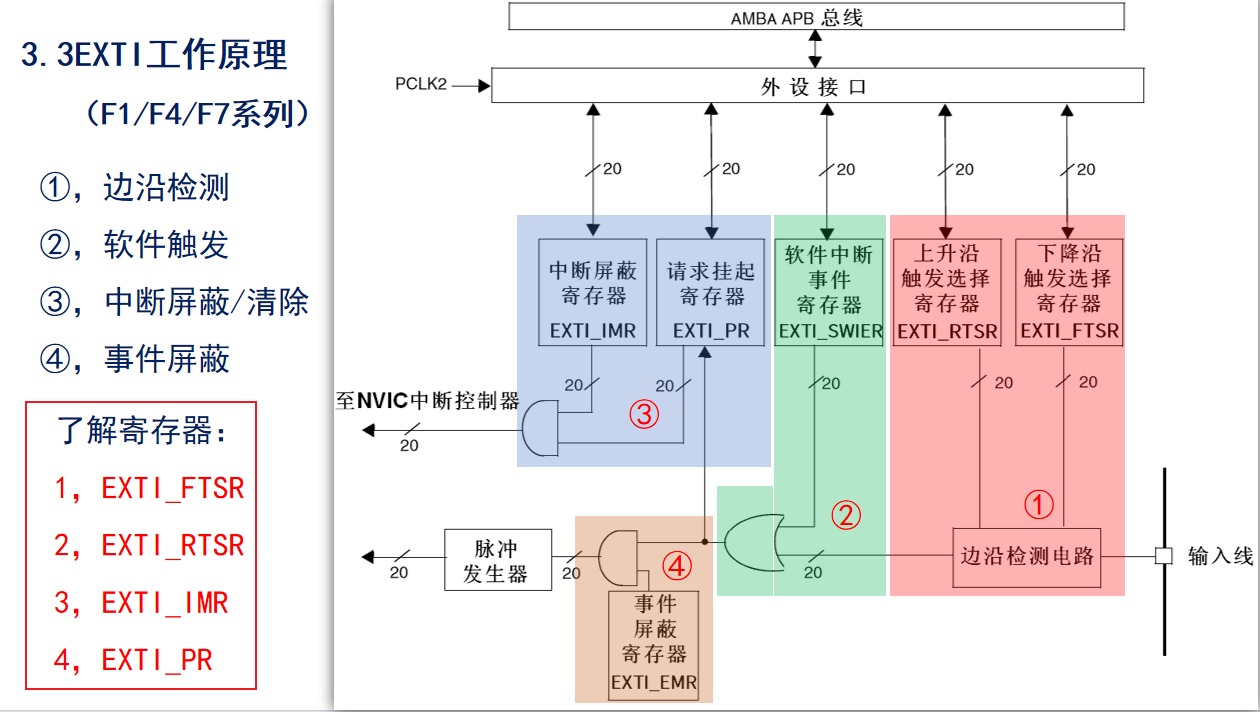 3.3EXTI工作原理
（F1/F4/F7系列）
①，边沿检测
②，软件触发
③，中断屏蔽/清除
④，事件屏蔽
了解寄存器：
1，EXTI_FTSR
2，EXTI_RTSR
3，EXTI_IMR
4，EXTI_PR
AMBA APB 总线
PCLK2
外设接口
20
20
20
20
20
中断屏蔽
寄存器
EXTI_IMR
请求挂起
寄存器
EXTI_PR
软件中断
事件
寄存器
EXTI_SWIER
上升沿
触发选择
寄存器
EXTI_RTSR
下降沿
触发选择
寄存器
EXTI_FTSR
20
20
20
20
20
至NVIC中断控制器
20
③
②
①
脉冲
发生器
20
20
④
20
边沿检测电路
输入线
事件
屏蔽
寄存器
EXTI_EMR